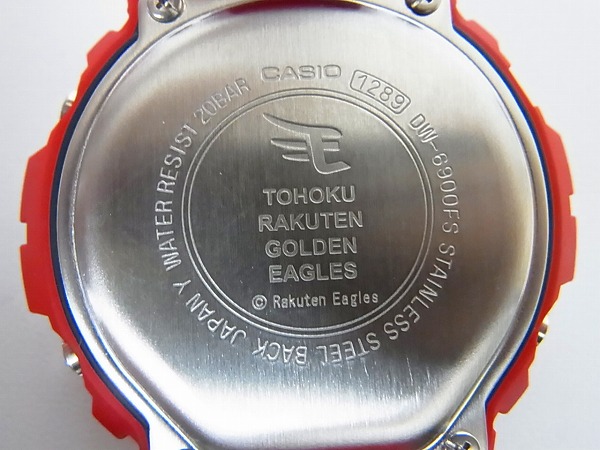 CASIO 1289 DW-6900FS STAINLESS STEEL BACK JAPAN Y WATER RESIST 20BAR
TOHOKU
RAKUTEN
GOLDEN
EAGLES
© Rakuten Eagles